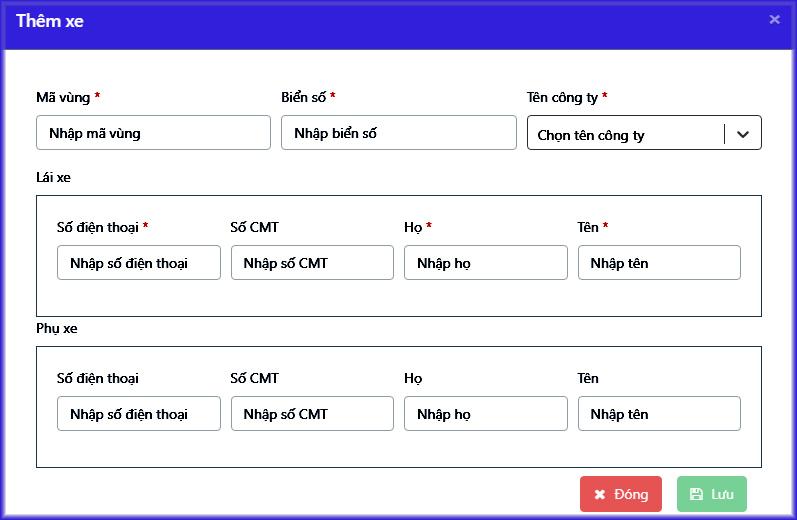 Thêm xe ×
Mã vùng * Biển số * Tên công ty *
Nhập mã vùng Nhập biển số Chọn tên công ty
Lái xe
Số điện thoại * Số CMT Họ * Tên *
Nhập số điện thoại Nhập số CMT Nhập họ Nhập tên
Phụ xe
Số điện thoại Số CMT Họ Tên
Nhập số điện thoại Nhập số CMT Nhập họ Nhập tên
Đóng Lưu